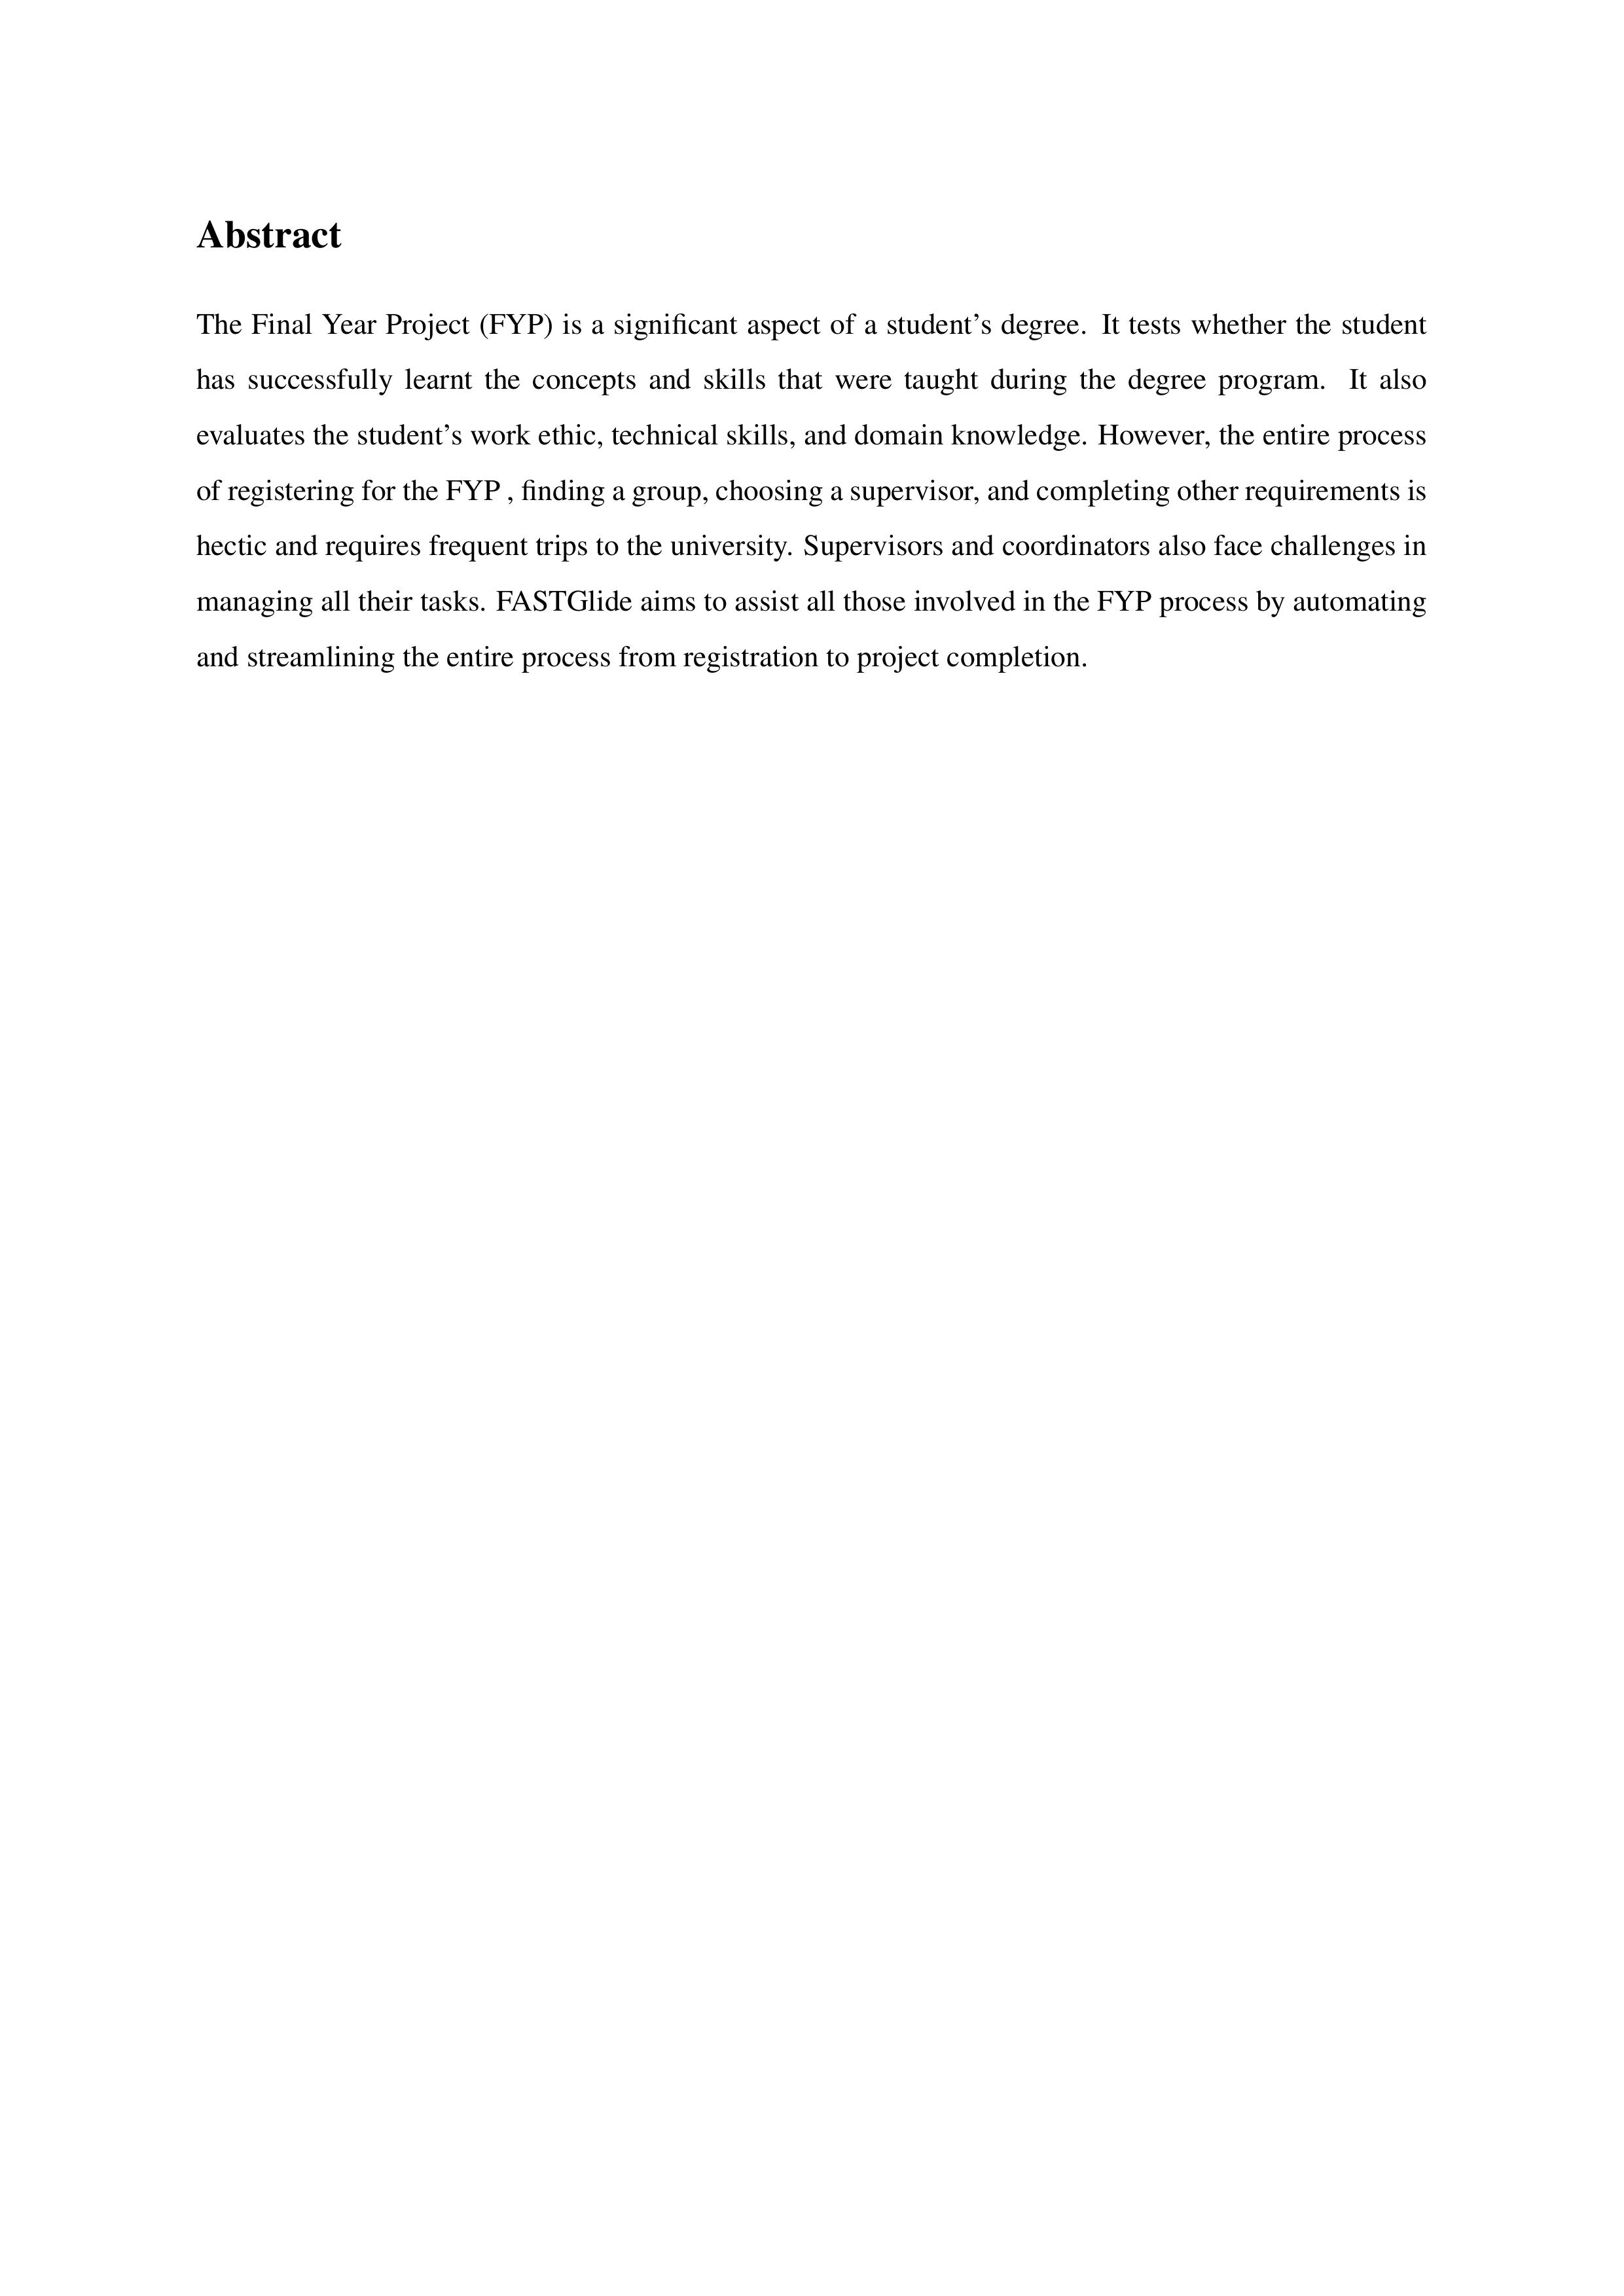 Abstract
The Final Year Project (FYP) is a significant aspect of a student's degree. It tests whether the student
has successfully learnt the concepts and skills that were taught during the degree program. It also
evaluates the student's work ethic, technical skills, and domain knowledge. However, the entire process
of registering for the FYP , finding a group, choosing a supervisor, and completing other requirements is
hectic and requires frequent trips to the university. Supervisors and coordinators also face challenges in
managing all their tasks. FASTGlide aims to assist all those involved in the FYP process by automating
and streamlining the entire process from registration to project completion.